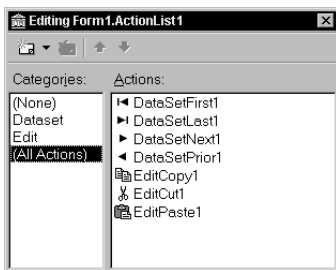 Editing Form1.ActionList1
Categories:
Actions:
(None)
Dataset
Edit
(All Actions)
DataSetFirst1
DataSetLast1
DataSetNext1
DataSetPrior1
EditCopy1
EditCut1
EditPaste1